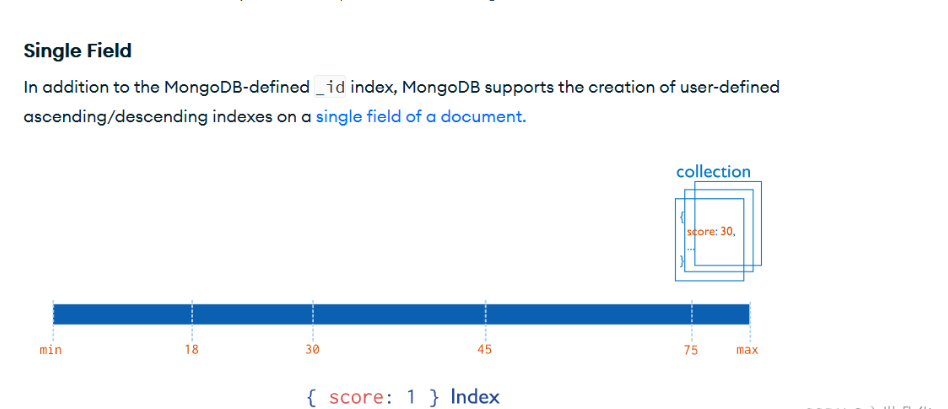 Single Field
In addition to the MongoDB-defined _id index, MongoDB supports the creation of user-defined
ascending/descending indexes on a single field of a document.
collection
{
score: 30,
...
}
min 18 30 45 75 max
{ score: 1 } Index